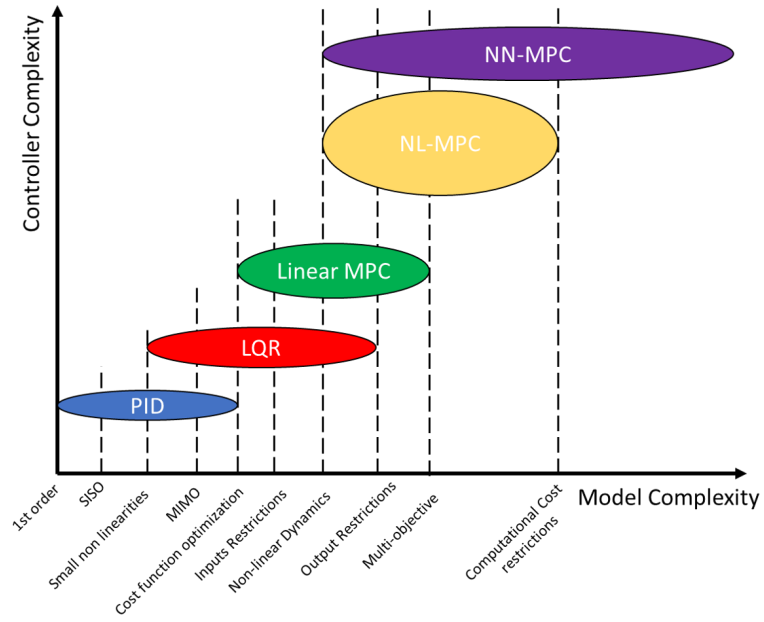 Controller Complexity
NN-MPC
NL-MPC
Linear MPC
LQR
PID
Model Complexity
1st order
SISO
Small non linearities
MIMO
Cost function optimization
Inputs Restrictions
Non-linear Dynamics
Output Restrictions
Multi-objective
Computational Cost
restrictions